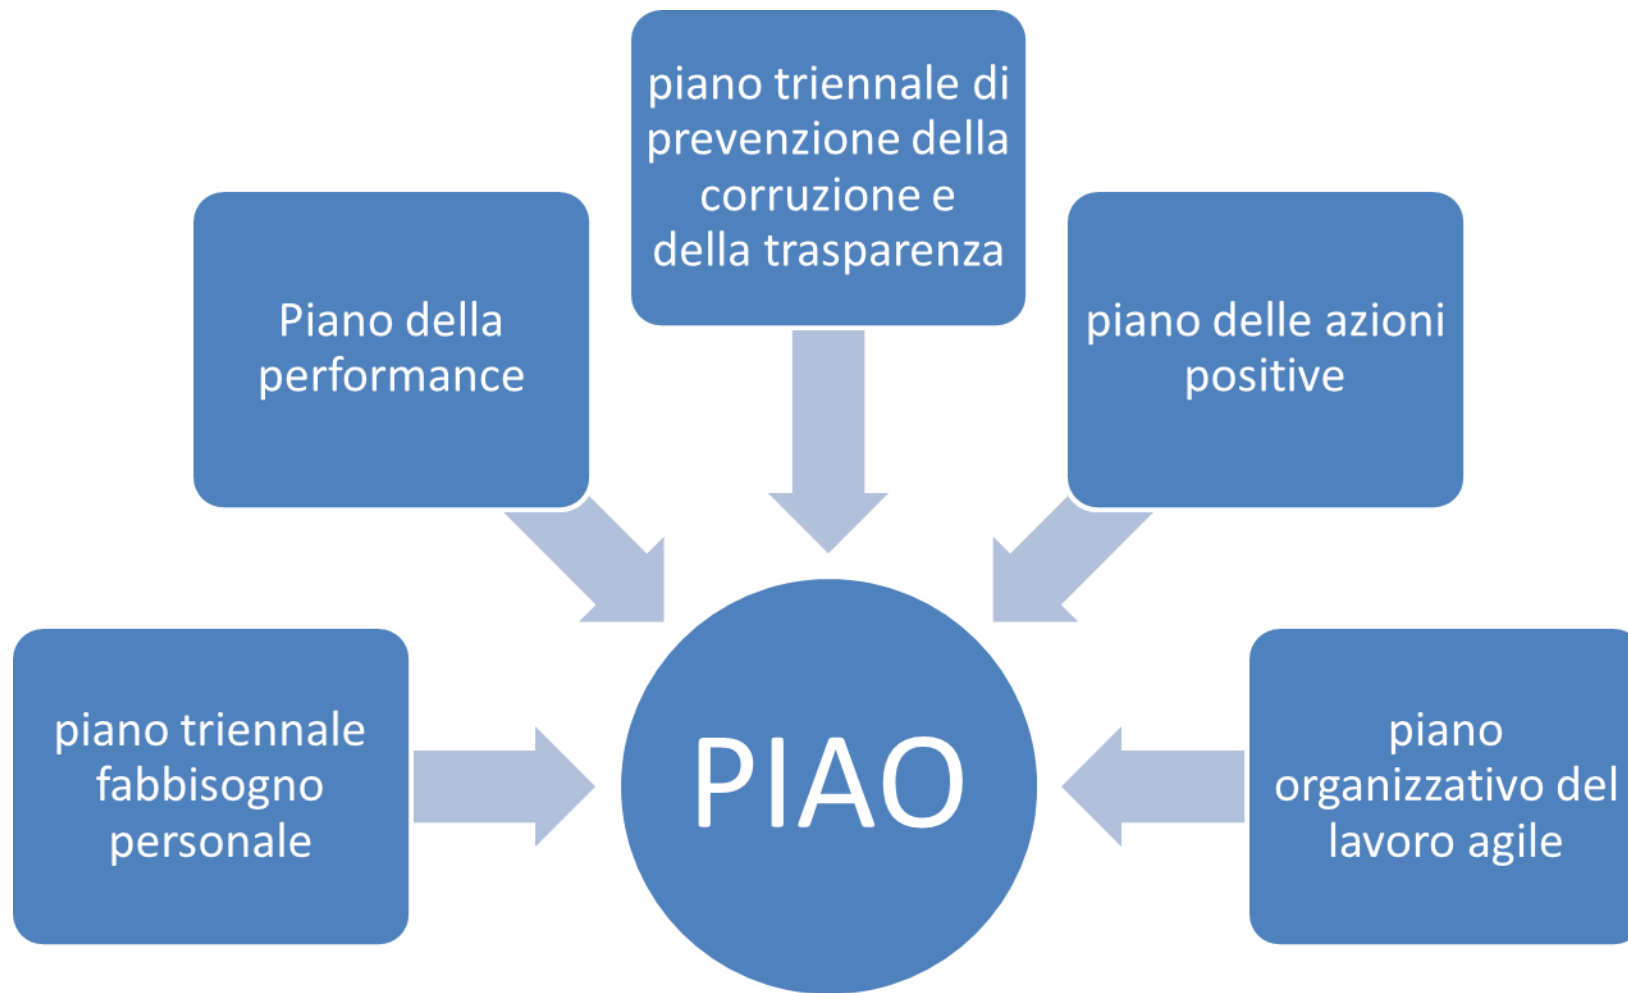 piano triennale di
prevenzione della
corruzione e
della trasparenza
Piano della
performance
piano delle azioni
positive
piano triennale
fabbisogno
personale
PIAO
piano
organizzativo del
lavoro agile